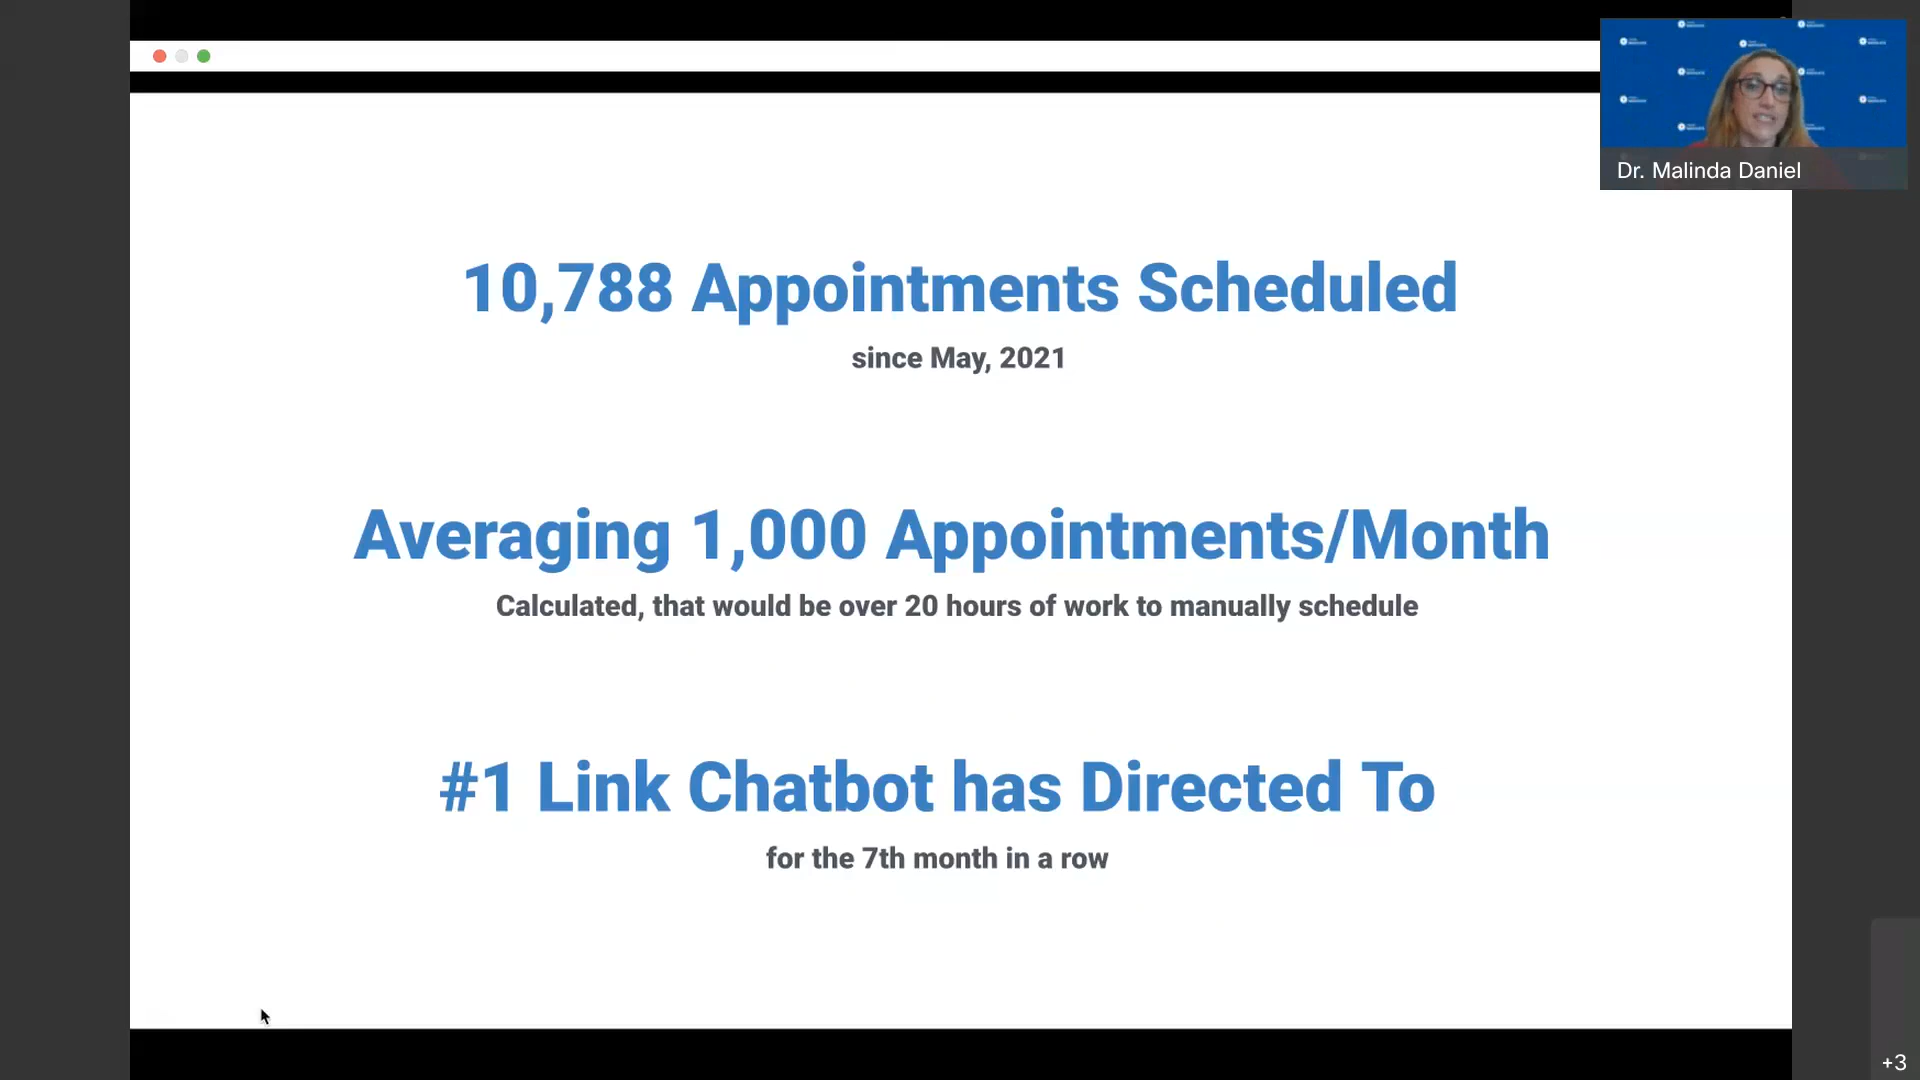 Dr. Malinda Daniel
10,788 Appointments Scheduled
since May, 2021
Averaging 1,000 Appointments/Month
Calculated, that would be over 20 hours of work to manually schedule
#1 Link Chatbot has Directed To
for the 7th month in a row
+3